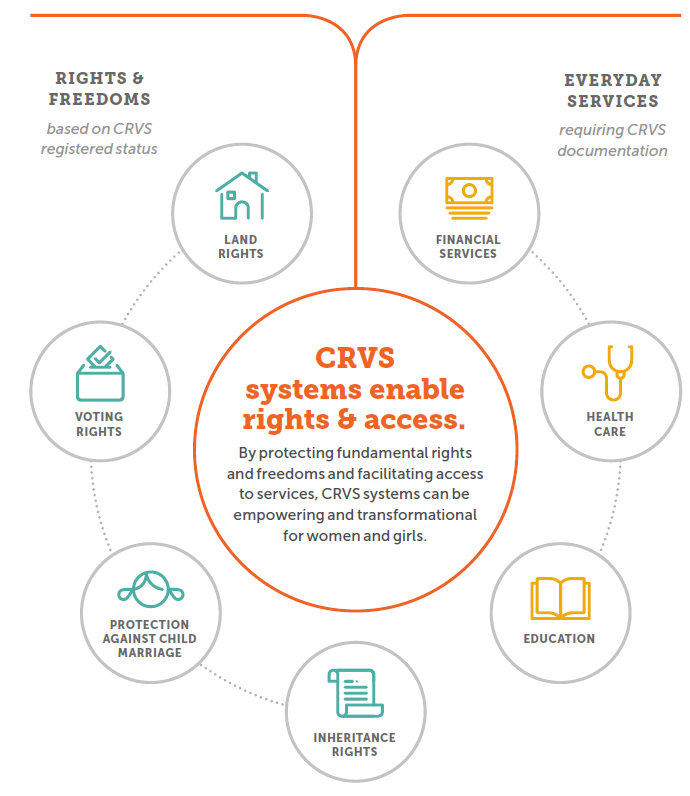 RIGHTS &
FREEDOMS
based on CRVS
registered status
EVERYDAY
SERVICES
requiring CRVS
documentation
LAND
RIGHTS
FINANCIAL
SERVICES
VOTING
RIGHTS
CRVS
systems enable
rights & access.
By protecting fundamental rights
and freedoms and facilitating access
to services, CRVS systems can be
empowering and transformational
for women and girls.
HEALTH
CARE
PROTECTION
AGAINST CHILD
MARRIAGE
EDUCATION
INHERITANCE
RIGHTS